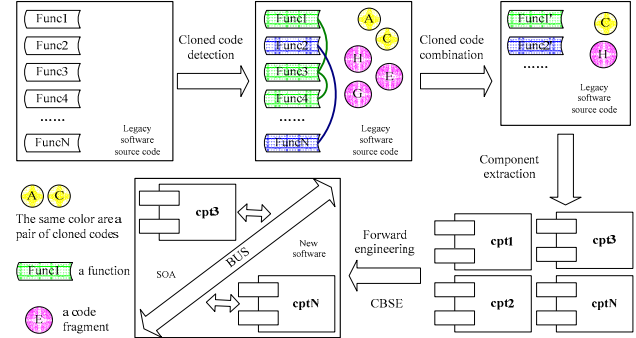 Func1
Func2
Func3
Func4
......
FuncN
Legacy
software
source code
Cloned code
detection
Func1
Func2
Func3
Func4
......
FuncN
A
C
H
E
G
Legacy
software
source code
Cloned code
combination
Func1'
Func2'
......
C
H
Legacy
software
source code
Component
extraction
cpt1
cpt3
cpt2
cptN
Forward
engineering
CBSE
cpt3
BUS
SOA
New
software
cptN
A
C
The same color are a
pair of cloned codes
Func1
a function
E
a code
fragment